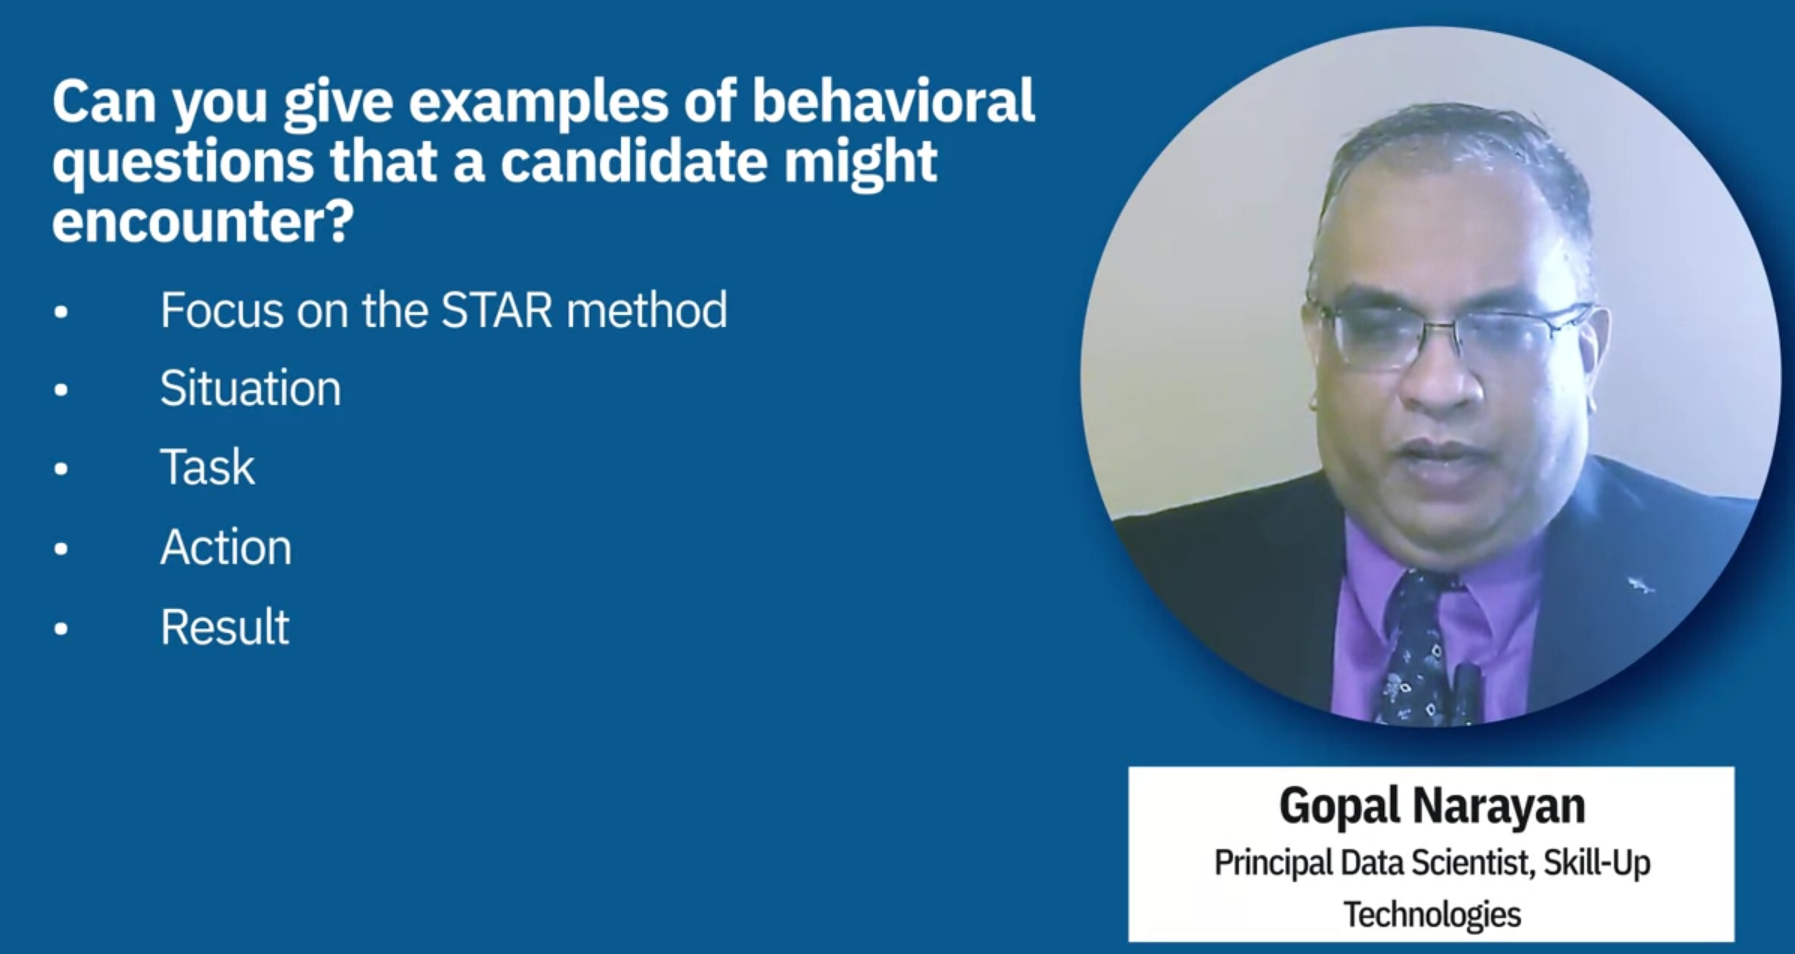 Can you give examples of behavioral
questions that a candidate might
encounter?
• Focus on the STAR method
• Situation
• Task
• Action
• Result
Gopal Narayan
Principal Data Scientist, Skill-Up
Technologies